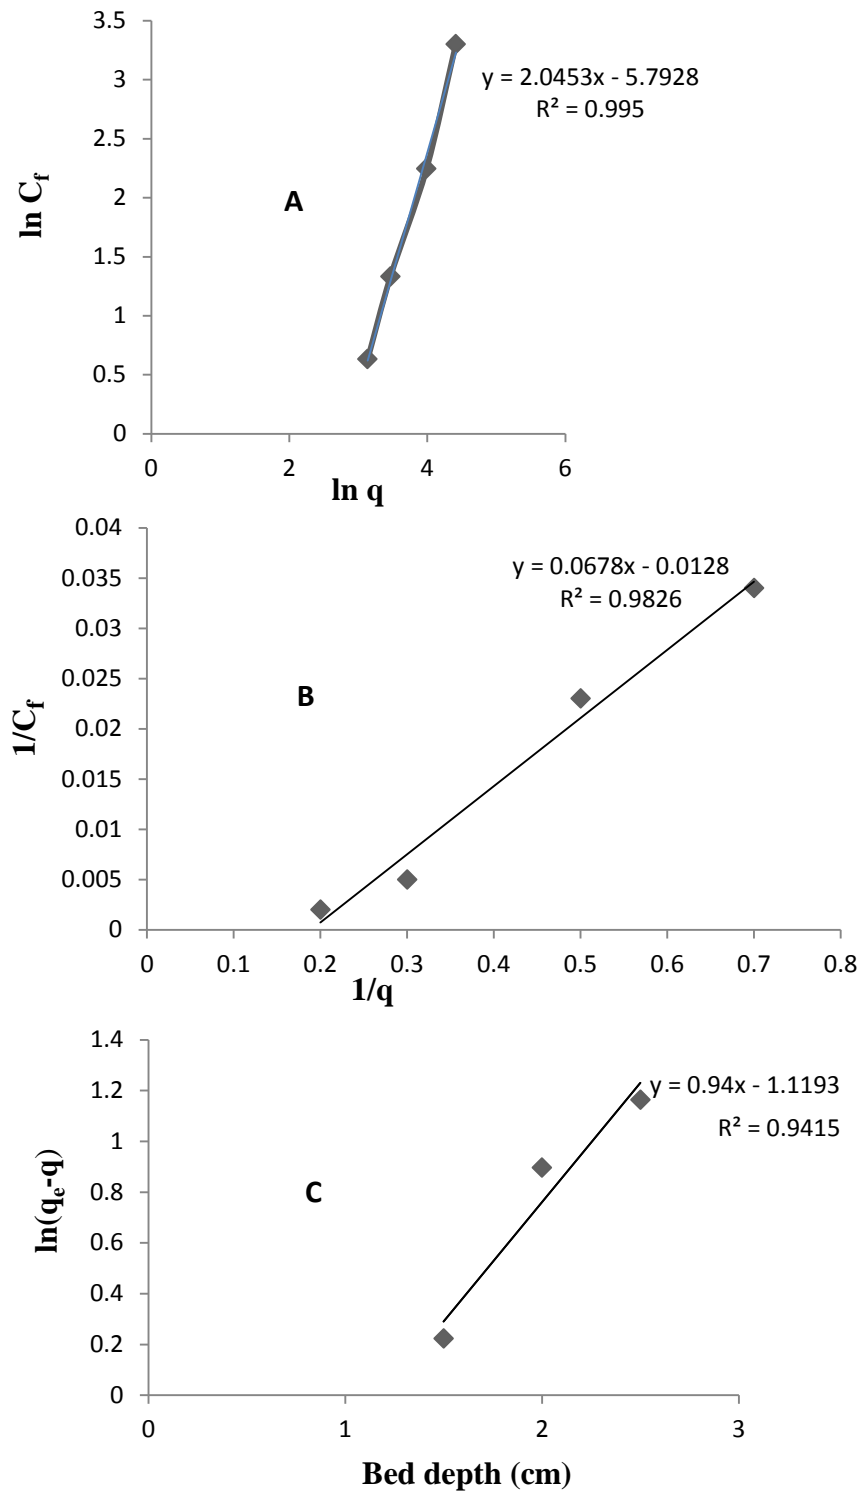 3.5
3
2.5
2
1.5
1
0.5
0
ln C_f
y = 2.0453x - 5.7928
R² = 0.995
A
0 2 4 6
ln q
0.04
0.035
0.03
0.025
0.02
0.015
0.01
0.005
0
1/C_f
y = 0.0678x - 0.0128
R² = 0.9826
B
0 0.1 0.2 0.3 0.4 0.5 0.6 0.7 0.8
1/q
1.4
1.2
1
0.8
0.6
0.4
0.2
0
ln(q_e-q)
y = 0.94x - 1.1193
R² = 0.9415
C
0 1 2 3
Bed depth (cm)